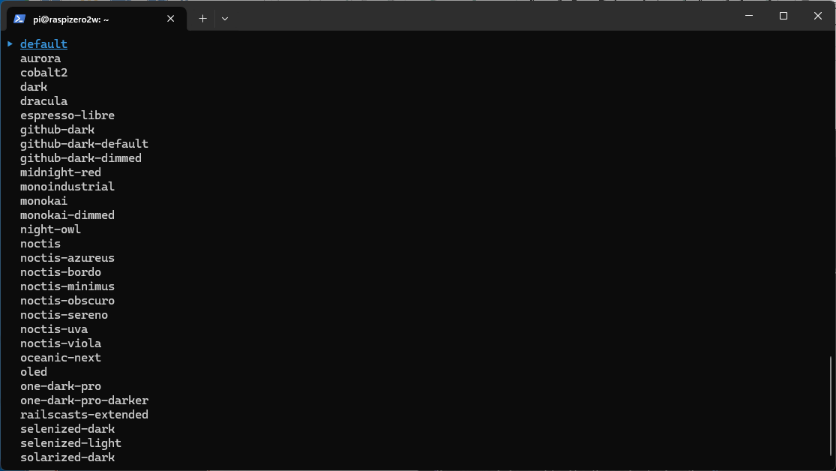 pi@raspizero2w: ~
default
aurora
cobalt2
dark
dracula
espresso-libre
github-dark
github-dark-default
github-dark-dimmed
midnight-red
monoindustrial
monokai
monokai-dimmed
night-owl
noctis
noctis-azureus
noctis-bordo
noctis-minimus
noctis-obscuro
noctis-sereno
noctis-uva
noctis-viola
oceanic-next
oled
one-dark-pro
one-dark-pro-darker
railscasts-extended
selenized-dark
selenized-light
solarized-dark